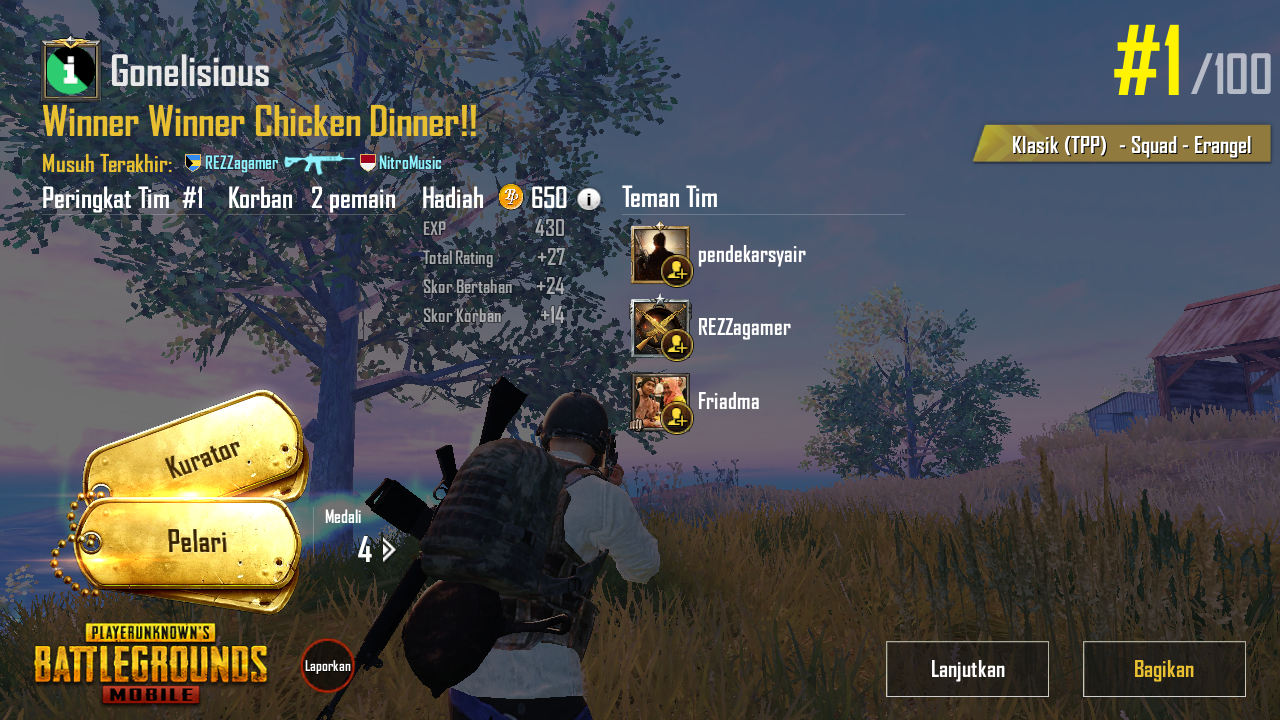 Gonelisious
#1/100
Winner Winner Chicken Dinner!!
Klasik (TPP) - Squad - Erangel
Musuh Terakhir: REZZagamer NitroMusic
Peringkat Tim #1 Korban 2 pemain Hadiah 650 Teman Tim
EXP 430
Total Rating +27
Skor Bertahan +24
Skor Korban +14
pendekarsyair
REZZagamer
Friadma
Kurator
Pelari
Medali
4
PLAYERUNKNOWN'S
BATTLEGROUNDS
MOBILE
Laporkan
Lanjutkan
Bagikan